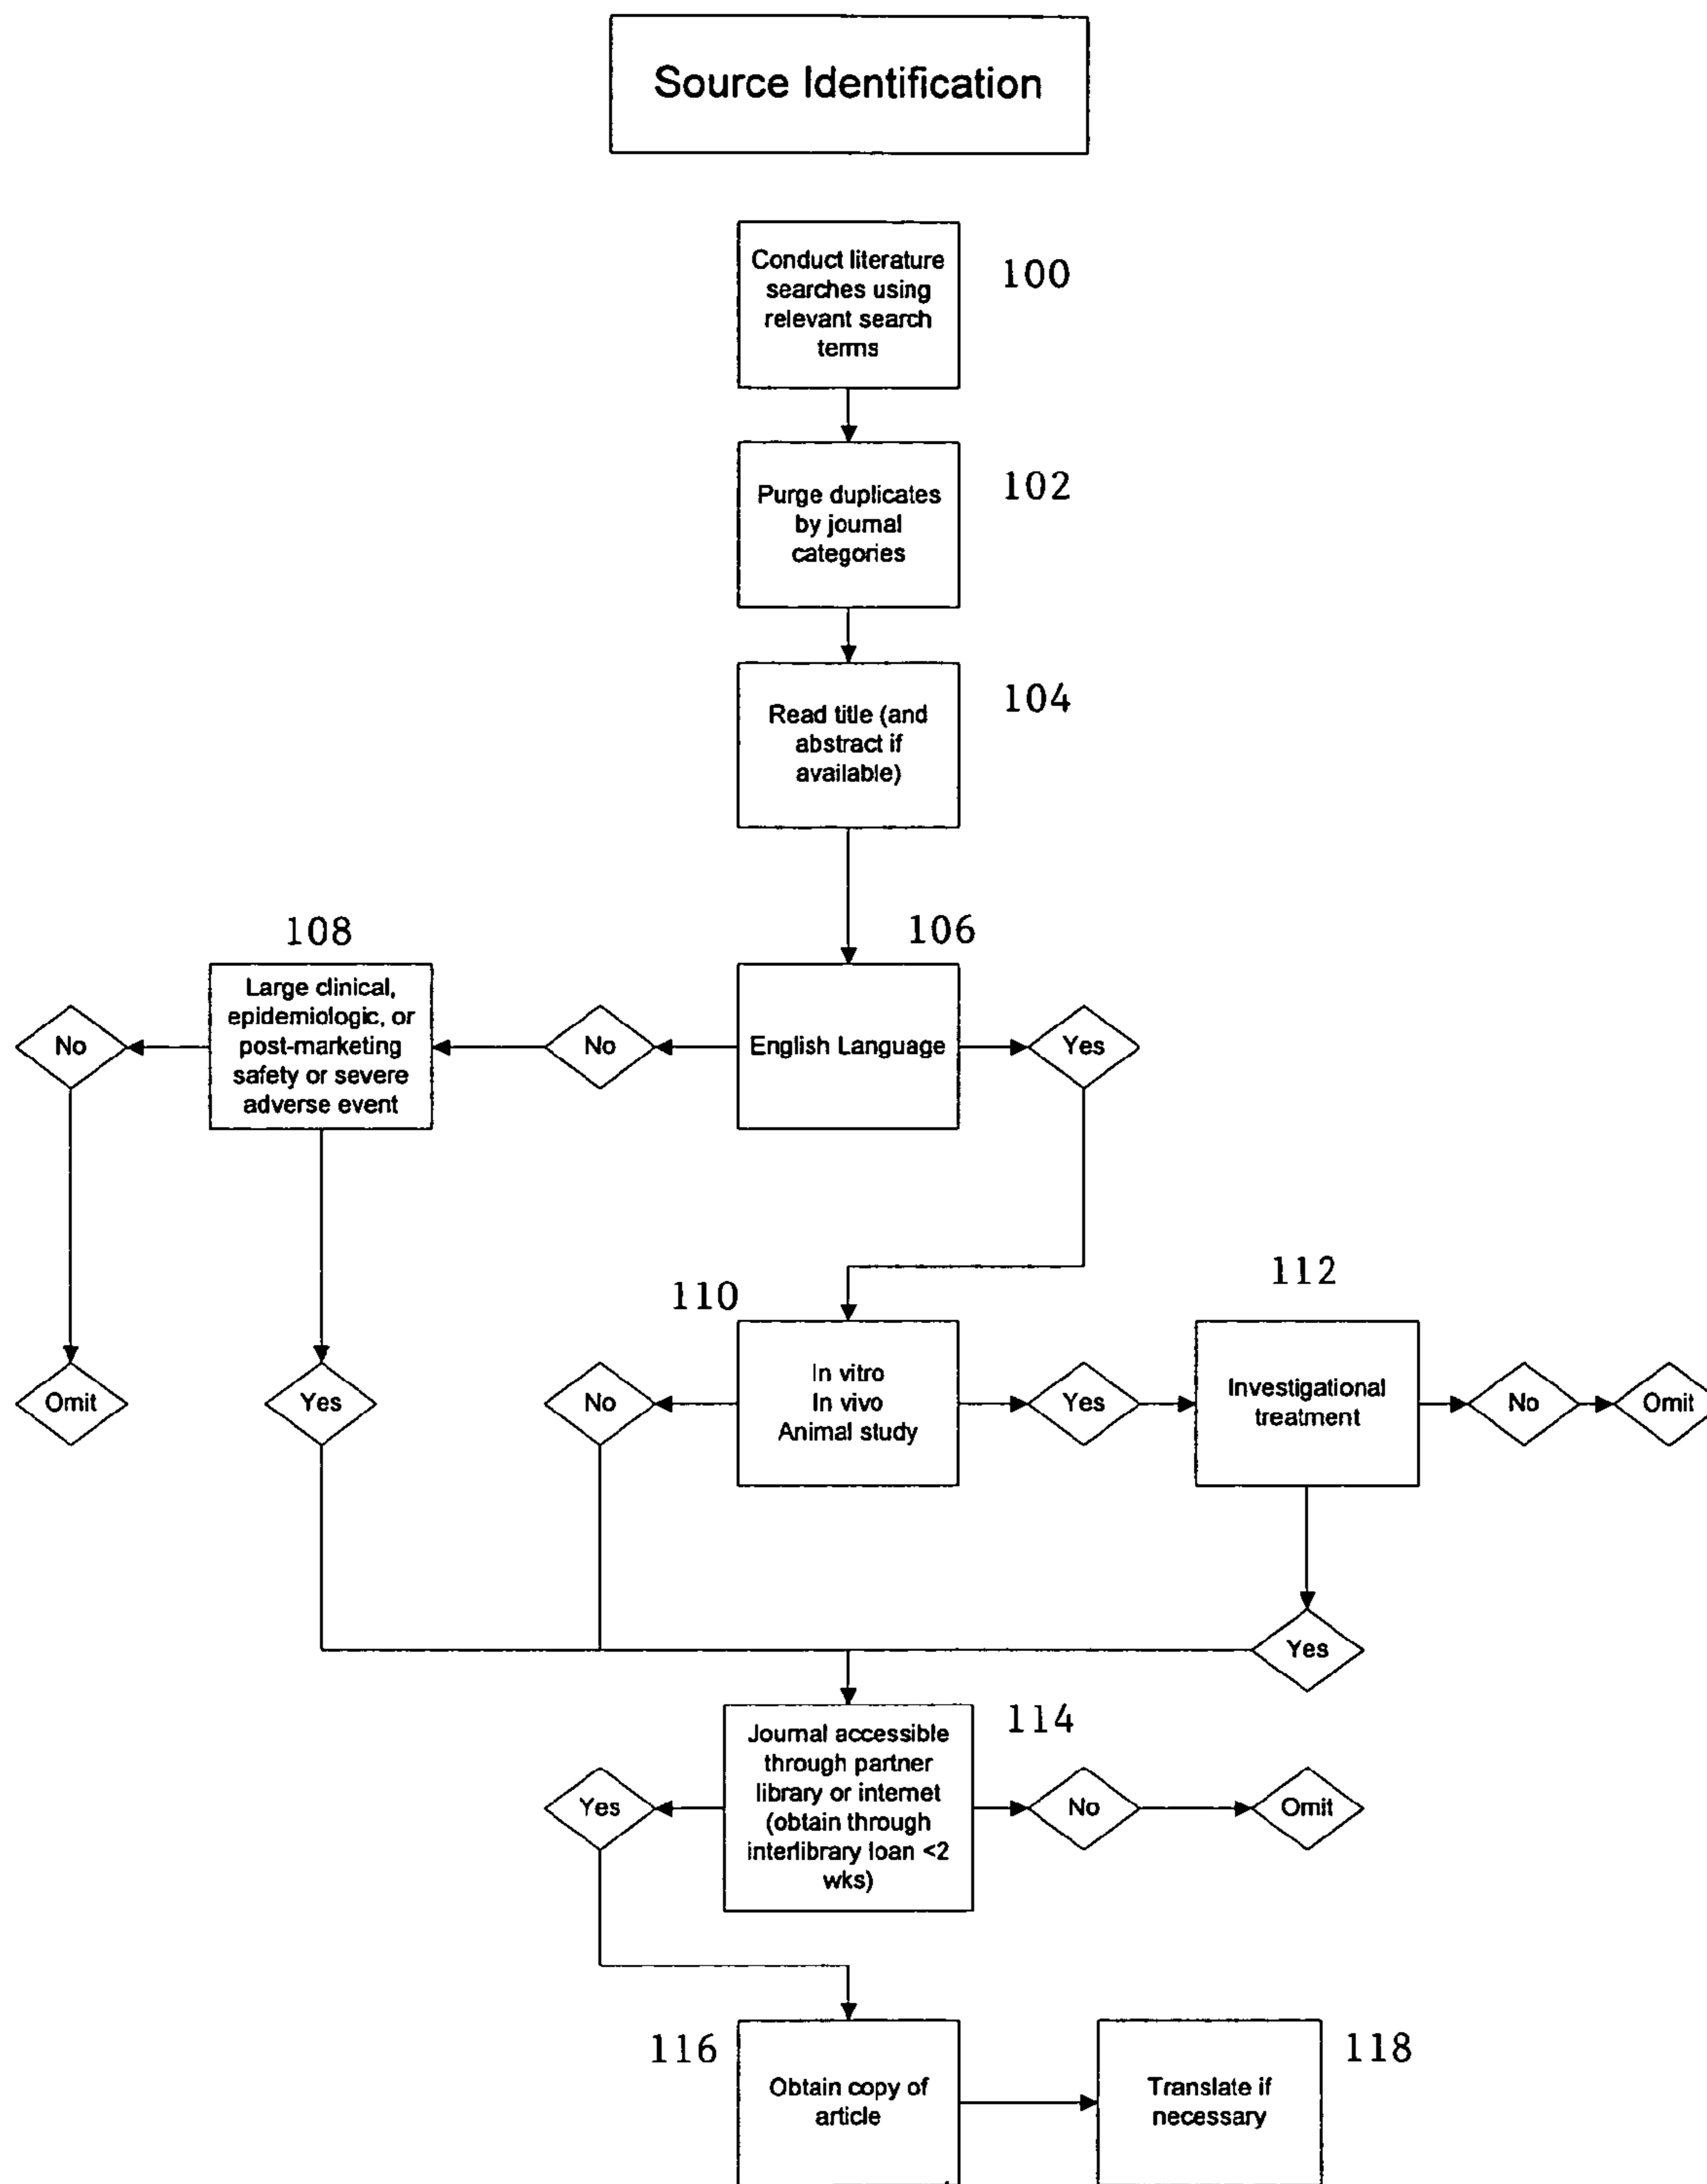 Source Identification
Conduct literature
searches using
relevant search
terms
100
Purge duplicates
by journal
categories
102
Read title (and
abstract if
available)
104
108
106
No
Large clinical,
epidemiologic, or
post-marketing
safety or severe
adverse event
No
English Language
Yes
110
112
Omit
Yes
No
In vitro
In vivo
Animal study
Yes
Investigational
treatment
No
Omit
Yes
Journal accessible
through partner
library or internet
(obtain through
interlibrary loan <2
wks)
114
Yes
No
Omit
116
Obtain copy of
article
Translate if
necessary
118